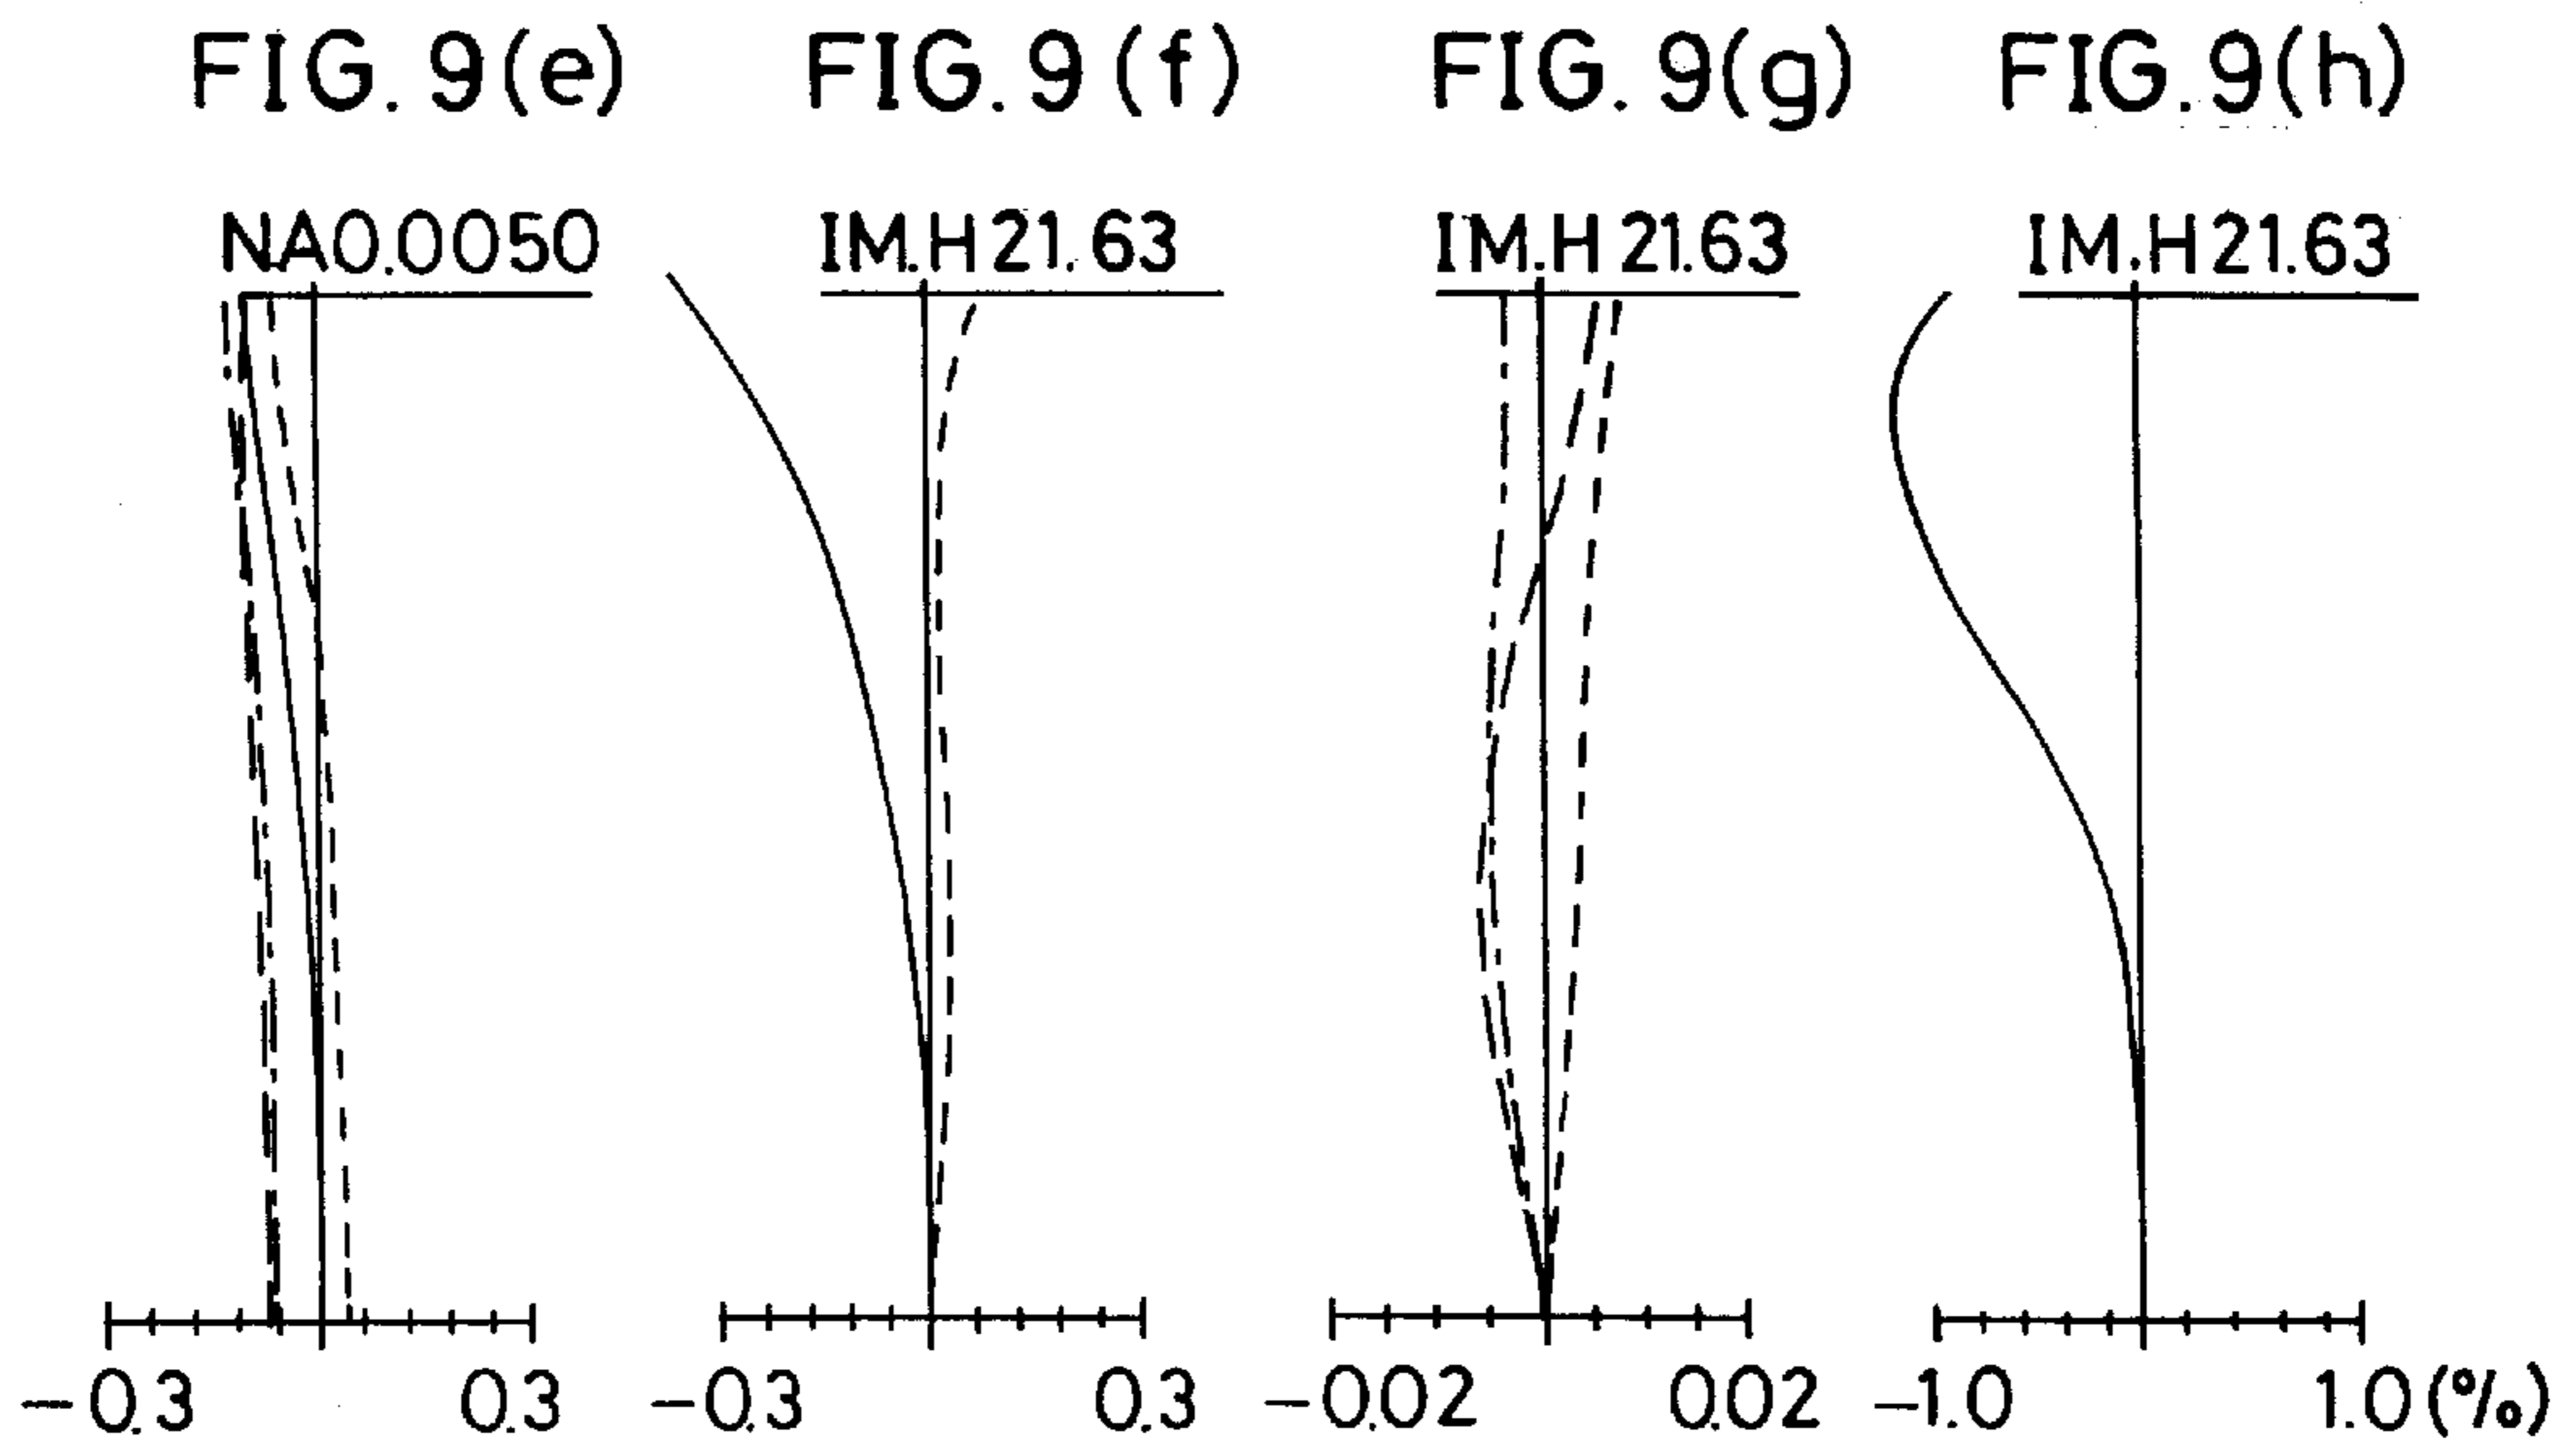 FIG. 9(e) FIG. 9 (f) FIG. 9(g) FIG. 9(h)
NA0.0050 IM.H21.63 IM.H21.63 IM.H21.63
-0.3 0.3 -0.3 0.3 -0.02 0.02 -1.0 1.0(%)